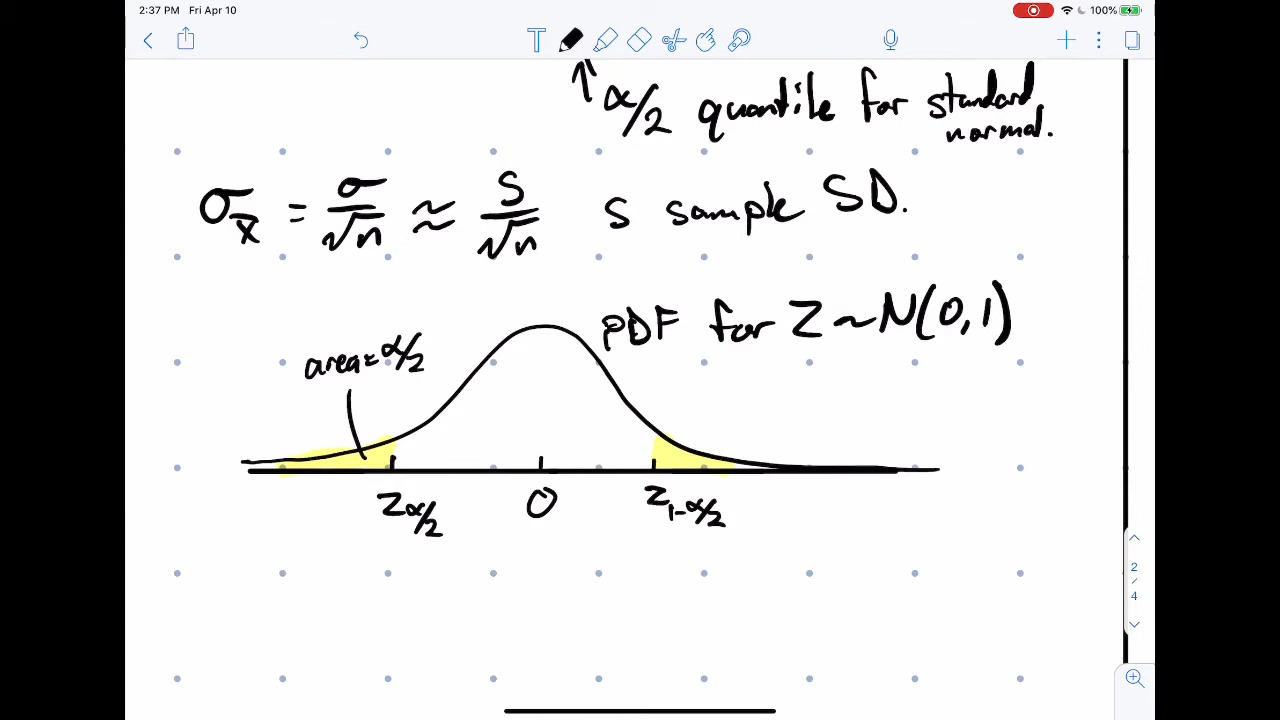 2:37 PM Fri Apr 10
100%
T
↑ α/2 quantile for standard
normal.
σ_x̄ = σ/√n ≈ s/√n s sample SD.
PDF for Z ~ N(0,1)
area = α/2
z_α/2 0 z_1-α/2
2
/
4